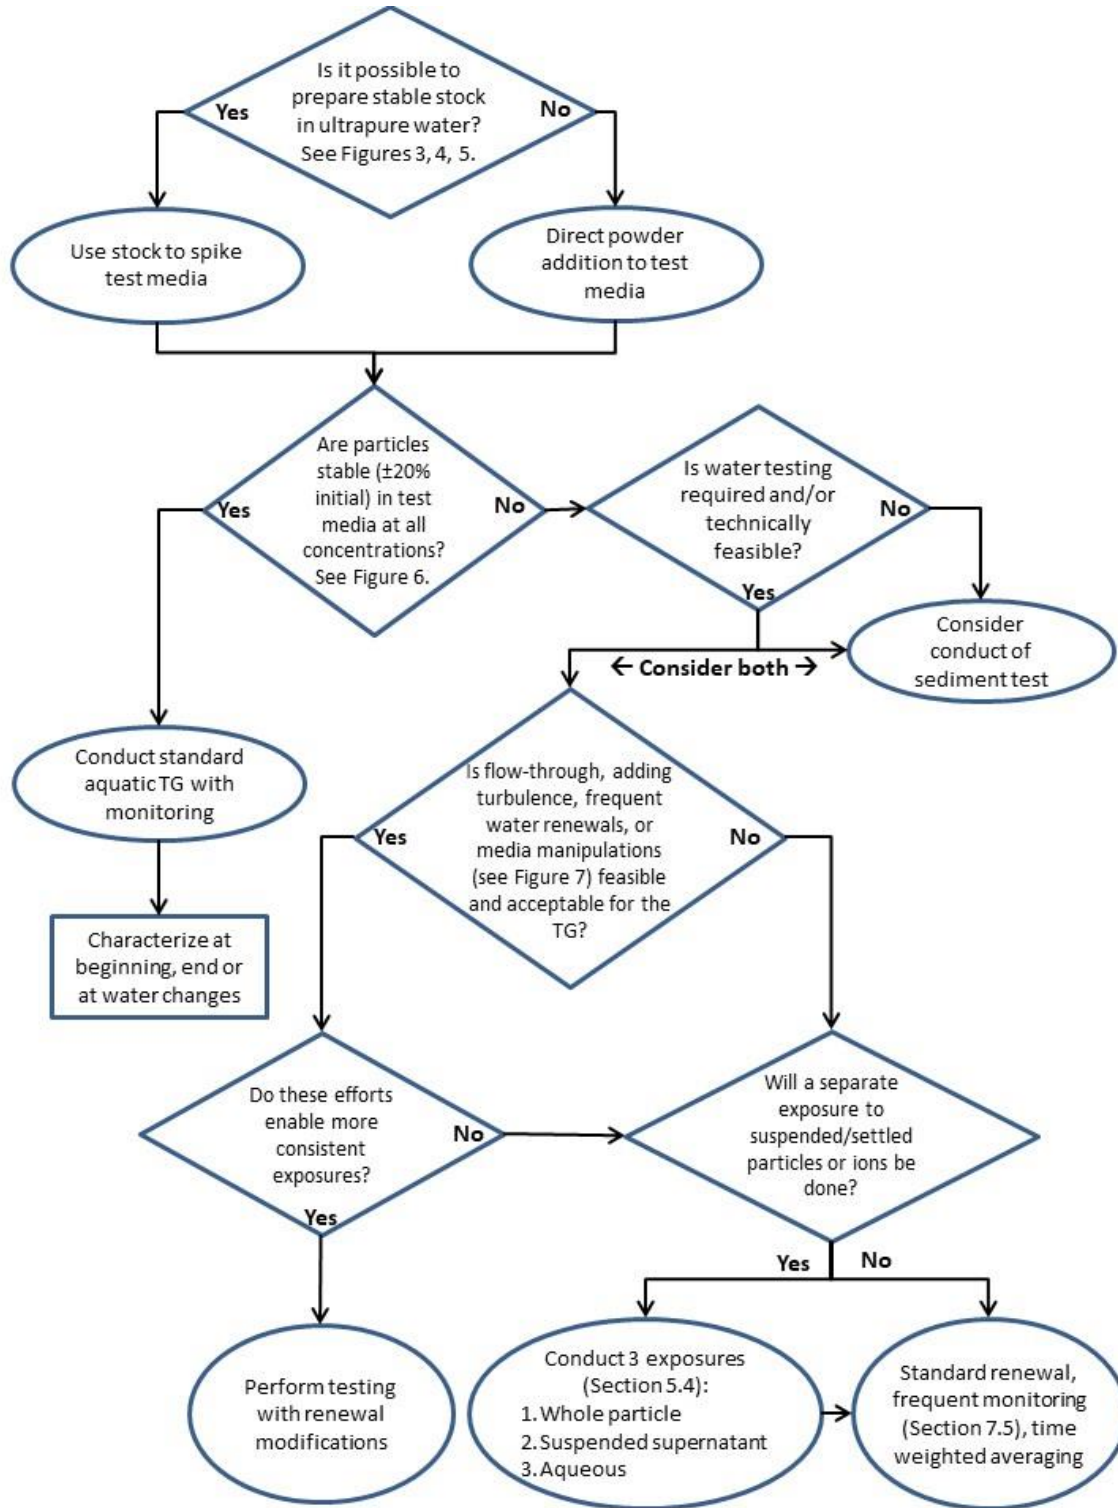 Is it possible to
prepare stable stock
in ultrapure water?
See Figures 3, 4, 5.
Yes
No
Use stock to spike
test media
Direct powder
addition to test
media
Are particles
stable (±20%
initial) in test
media at all
concentrations?
See Figure 6.
Yes
No
Is water testing
required and/or
technically
feasible?
No
Yes
Consider
conduct of
sediment test
← Consider both →
Conduct standard
aquatic TG with
monitoring
Is flow-through, adding
turbulence, frequent
water renewals, or
media manipulations
(see Figure 7) feasible
and acceptable for the
TG?
Yes
No
Characterize at
beginning, end or
at water changes
Do these efforts
enable more
consistent
exposures?
No
Yes
Will a separate
exposure to
suspended/settled
particles or ions be
done?
Yes
No
Perform testing
with renewal
modifications
Conduct 3 exposures
(Section 5.4):
1. Whole particle
2. Suspended supernatant
3. Aqueous
Standard renewal,
frequent monitoring
(Section 7.5), time
weighted averaging